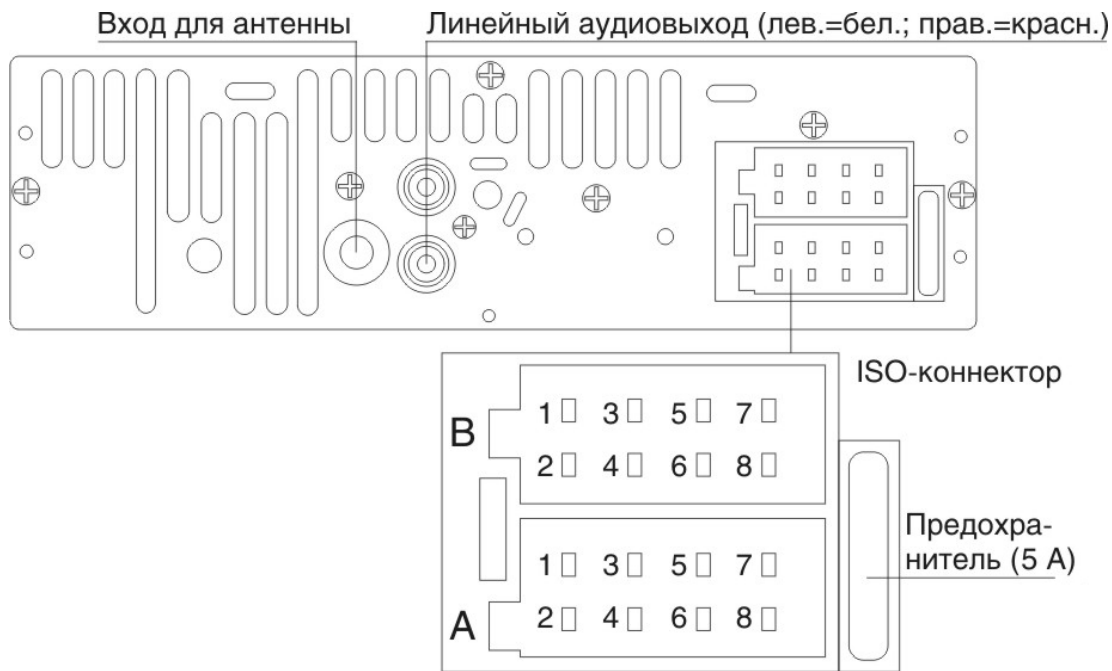 Вход для антенны
Линейный аудиовыход (лев.=бел.; прав.=красн.)
ISO-коннектор
B
1 3 5 7
2 4 6 8
Предохра-
нитель (5 А)
A
1 3 5 7
2 4 6 8